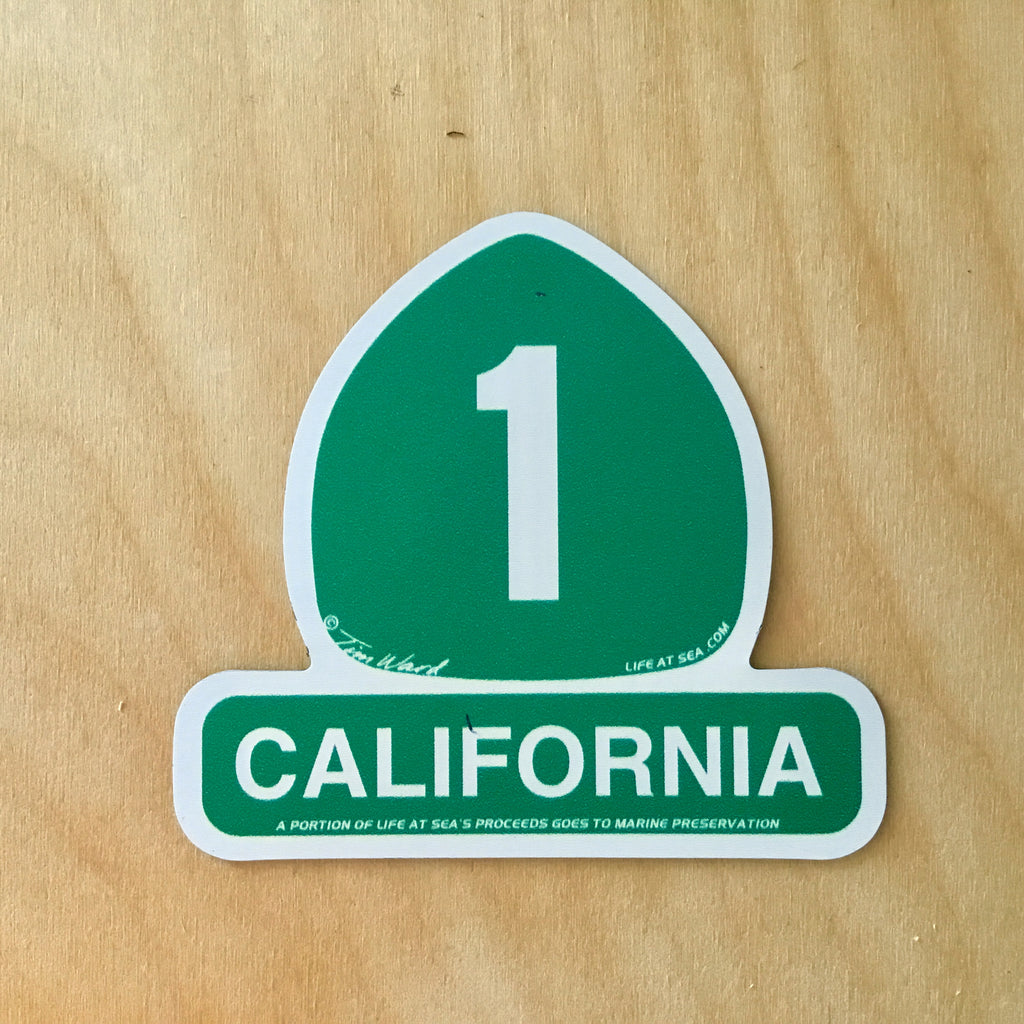 1
© Tim Ward
LIFE AT SEA.COM
CALIFORNIA
A PORTION OF LIFE AT SEA'S PROCEEDS GOES TO MARINE PRESERVATION